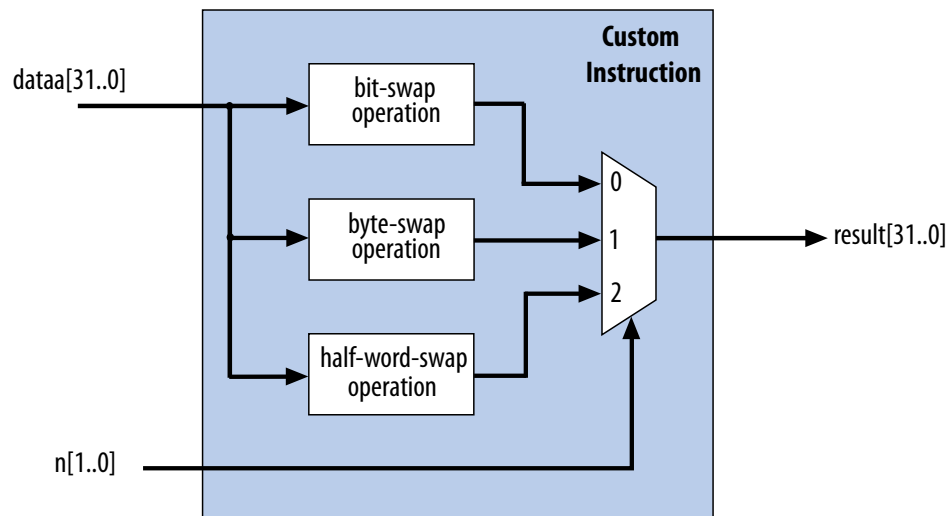 Custom
Instruction
dataa[31..0]
bit-swap
operation
0
byte-swap
operation
1
result[31..0]
2
half-word-swap
operation
n[1..0]